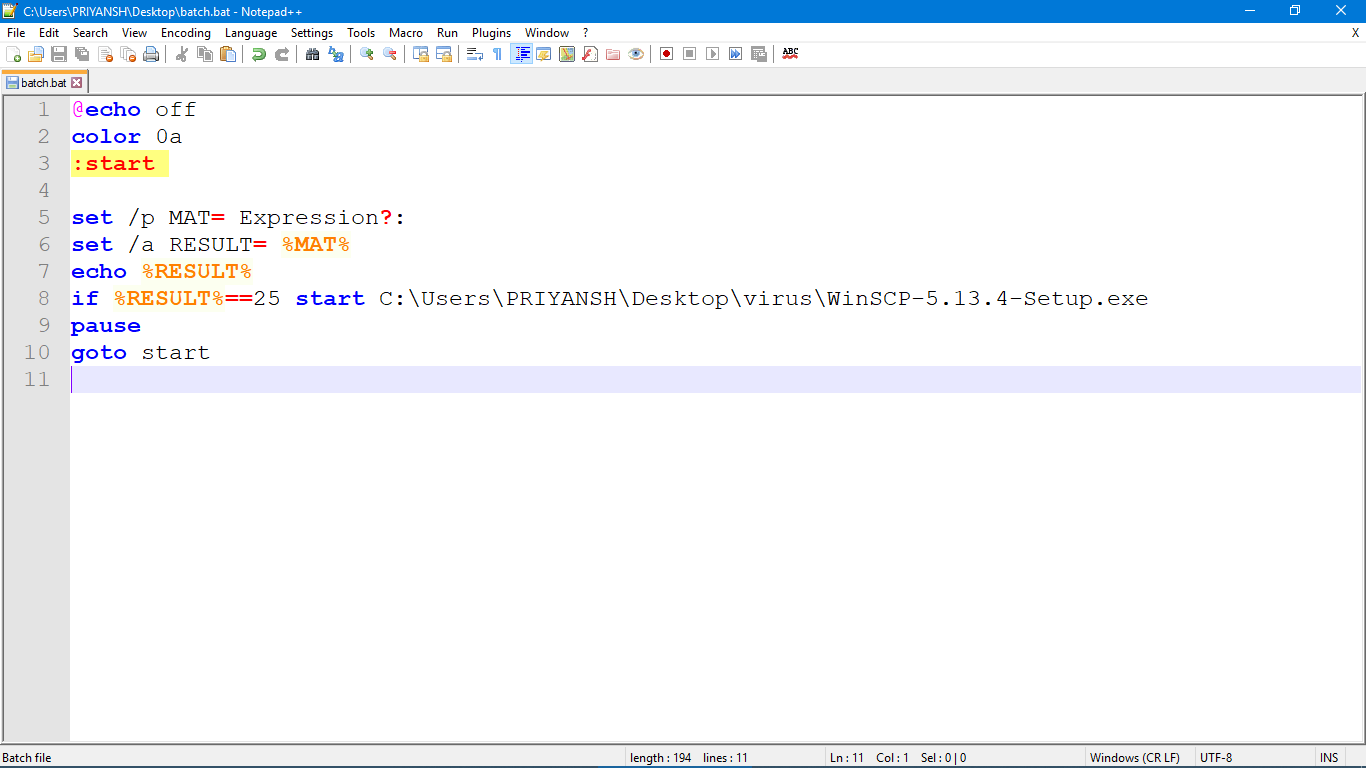 C:\Users\PRIYANSH\Desktop\batch.bat - Notepad++
File Edit Search View Encoding Language Settings Tools Macro Run Plugins Window ? X
ABC
batch.bat
1 @echo off
2 color 0a
3 :start
4
5 set /p MAT= Expression?:
6 set /a RESULT= %MAT%
7 echo %RESULT%
8 if %RESULT%==25 start C:\Users\PRIYANSH\Desktop\virus\WinSCP-5.13.4-Setup.exe
9 pause
10 goto start
11
Batch file length : 194 lines : 11 Ln : 11 Col : 1 Sel : 0 | 0 Windows (CR LF) UTF-8 INS